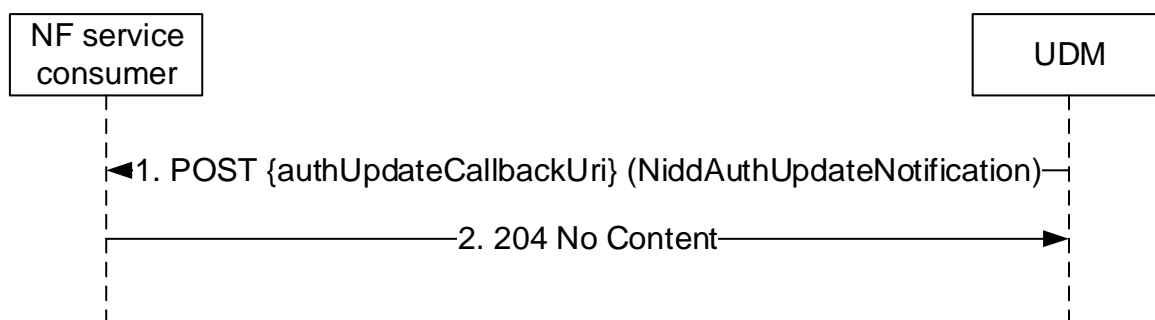 NF service
consumer
UDM
1. POST {authUpdateCallbackUri} (NiddAuthUpdateNotification)
2. 204 No Content